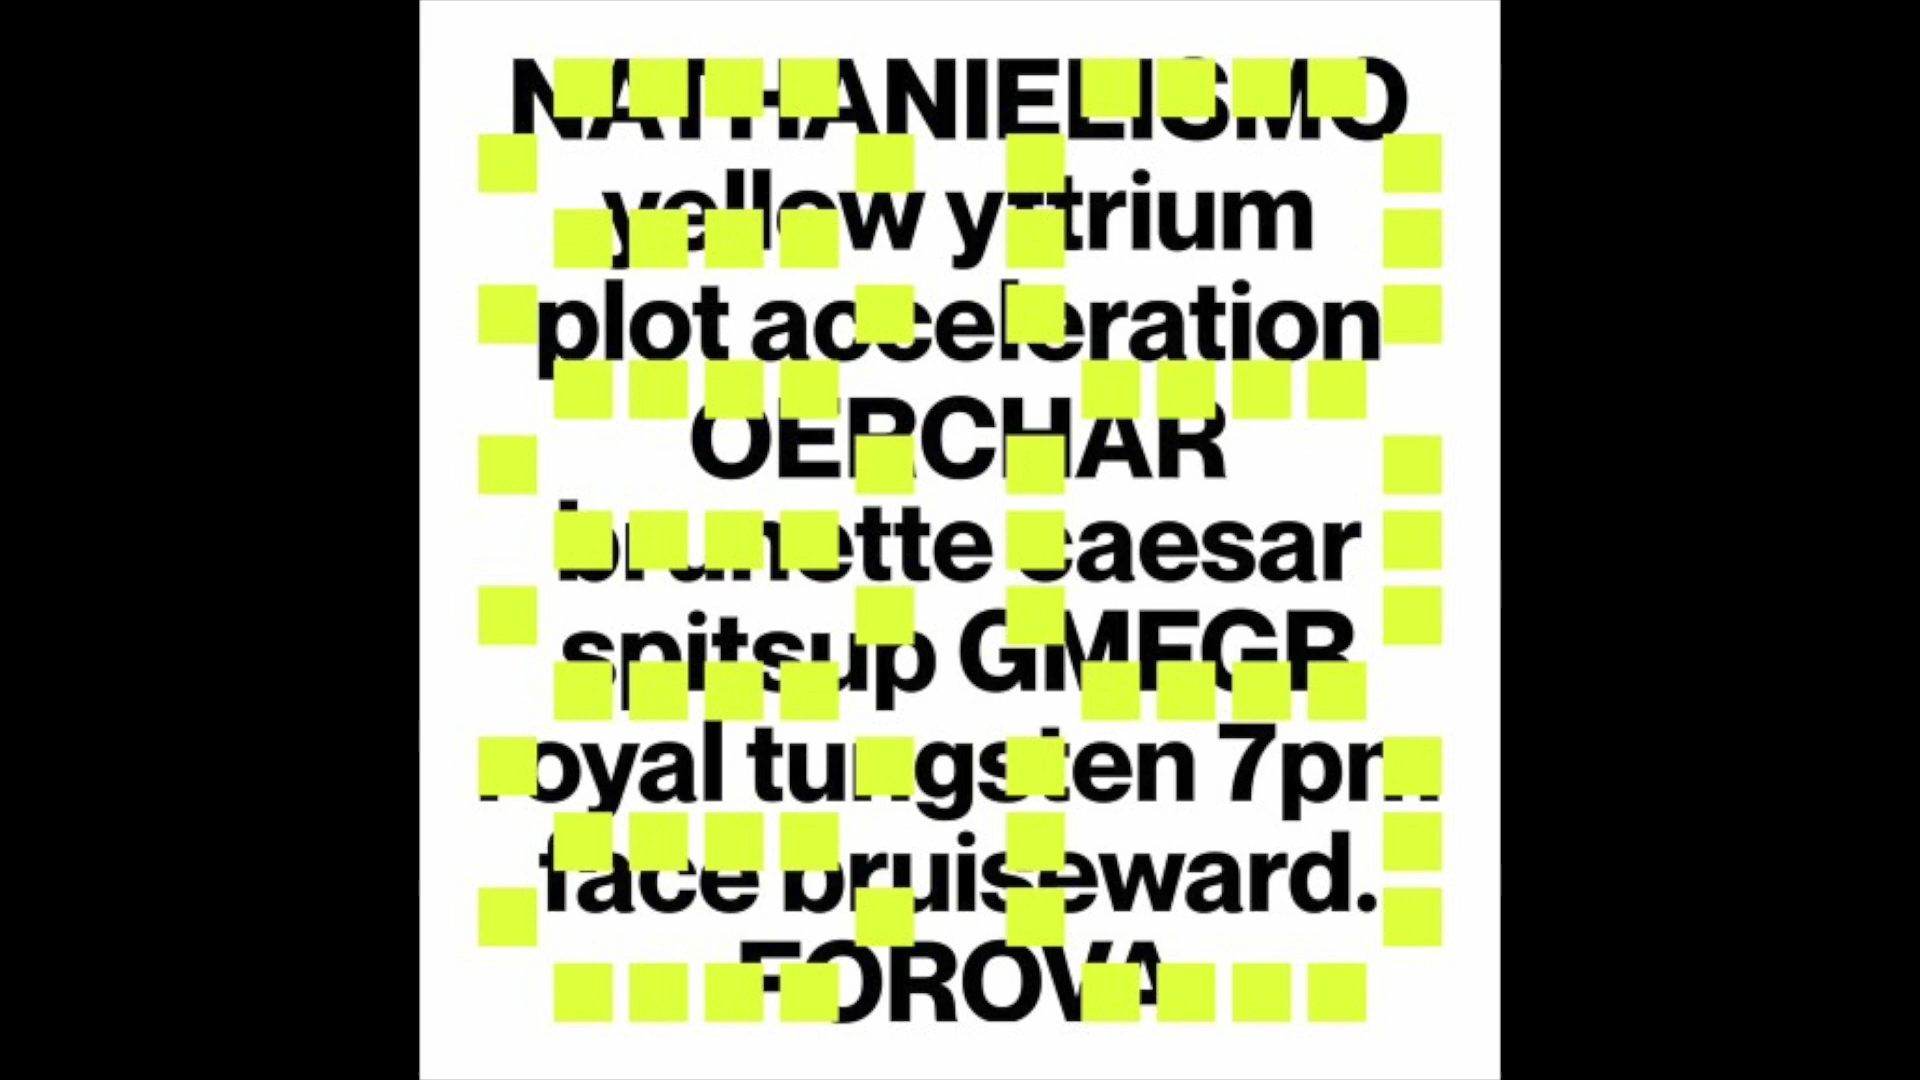 NATHANIELISMO
yellow yttrium
plot acceleration
OERCHAR
brunette caesar
spitsup GMFGR
royal tungsten 7pm
face bruiseward.
FOROVA